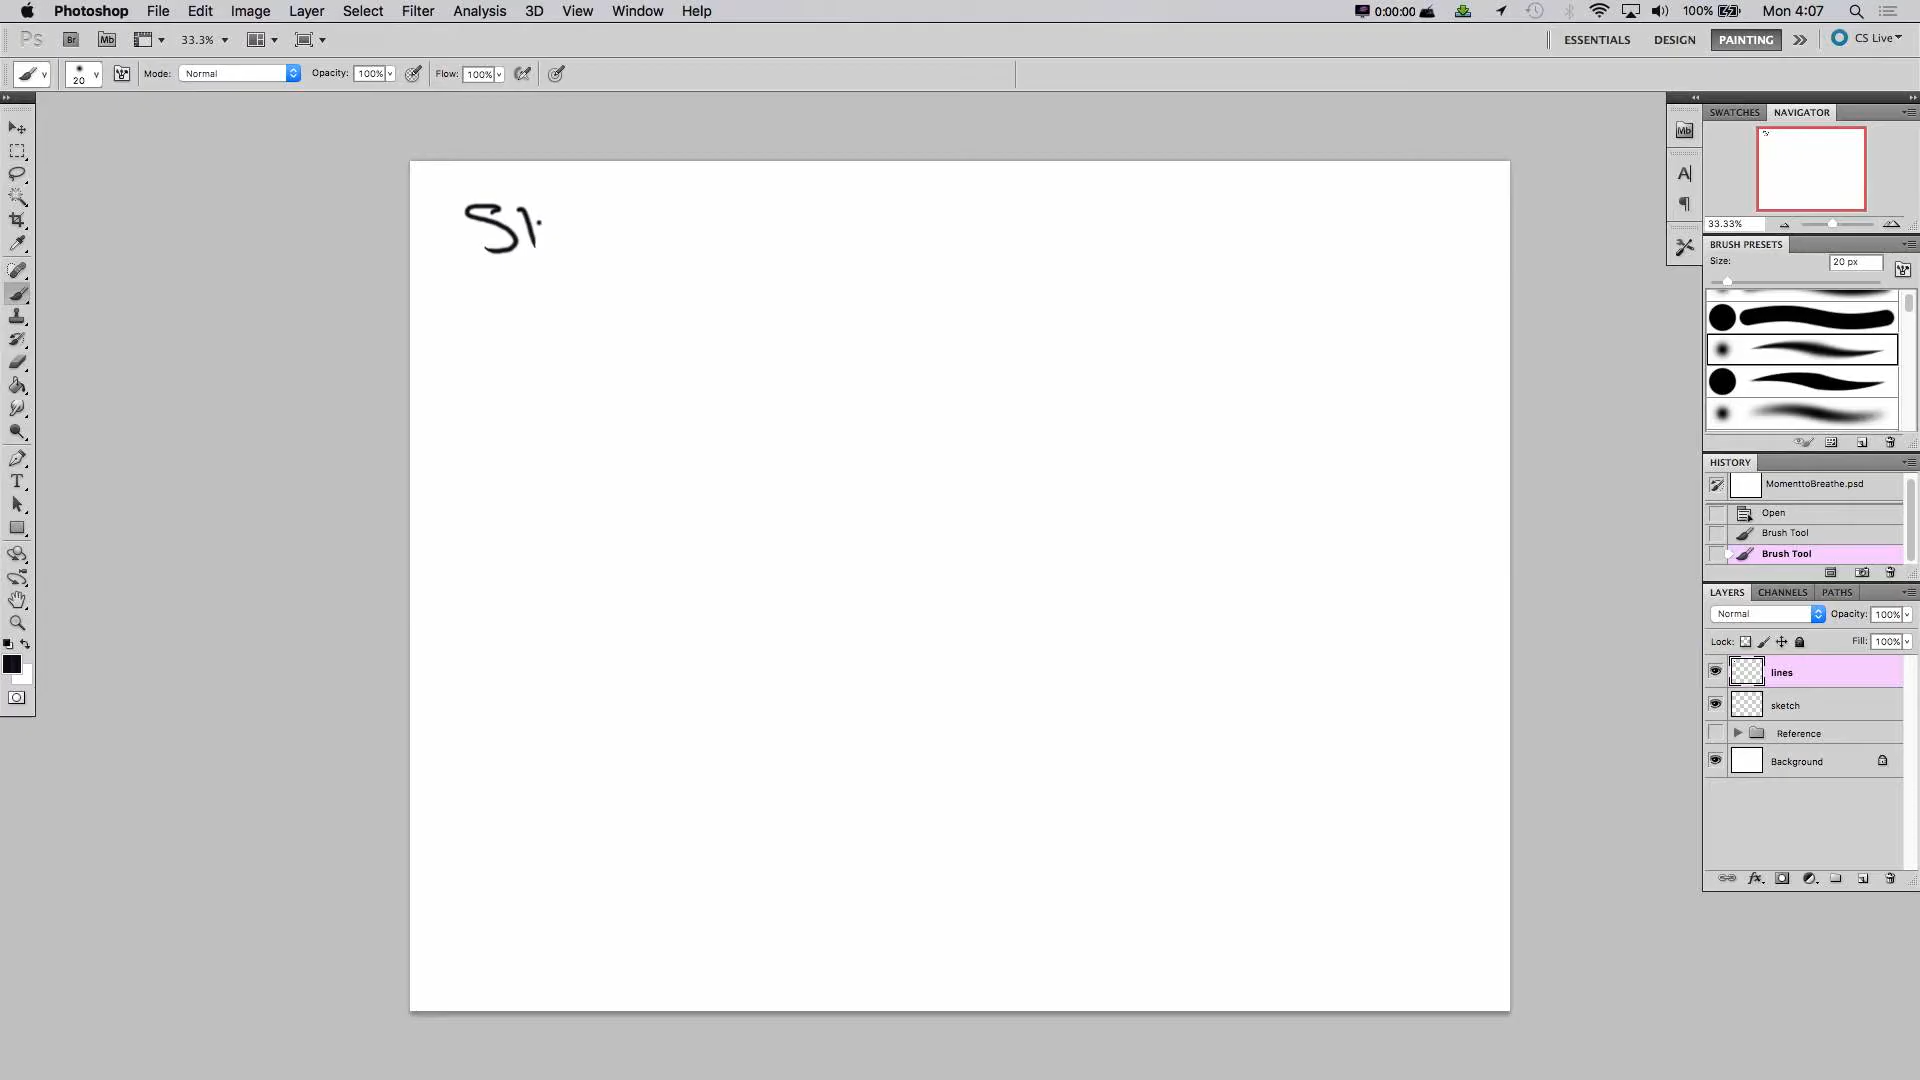 Photoshop File Edit Image Layer Select Filter Analysis 3D View Window Help 0:00:00 100% Mon 4:07
Ps Br Mb 33.3% ESSENTIALS DESIGN PAINTING CS Live
20 Mode: Normal Opacity: 100% Flow: 100%
SWATCHES NAVIGATOR
Mb
A
33.33%
BRUSH PRESETS
Size: 20 px
HISTORY
MomenttoBreathe.psd
Open
Brush Tool
Brush Tool
LAYERS CHANNELS PATHS
Normal Opacity: 100%
Lock: Fill: 100%
lines
sketch
Reference
Background
T